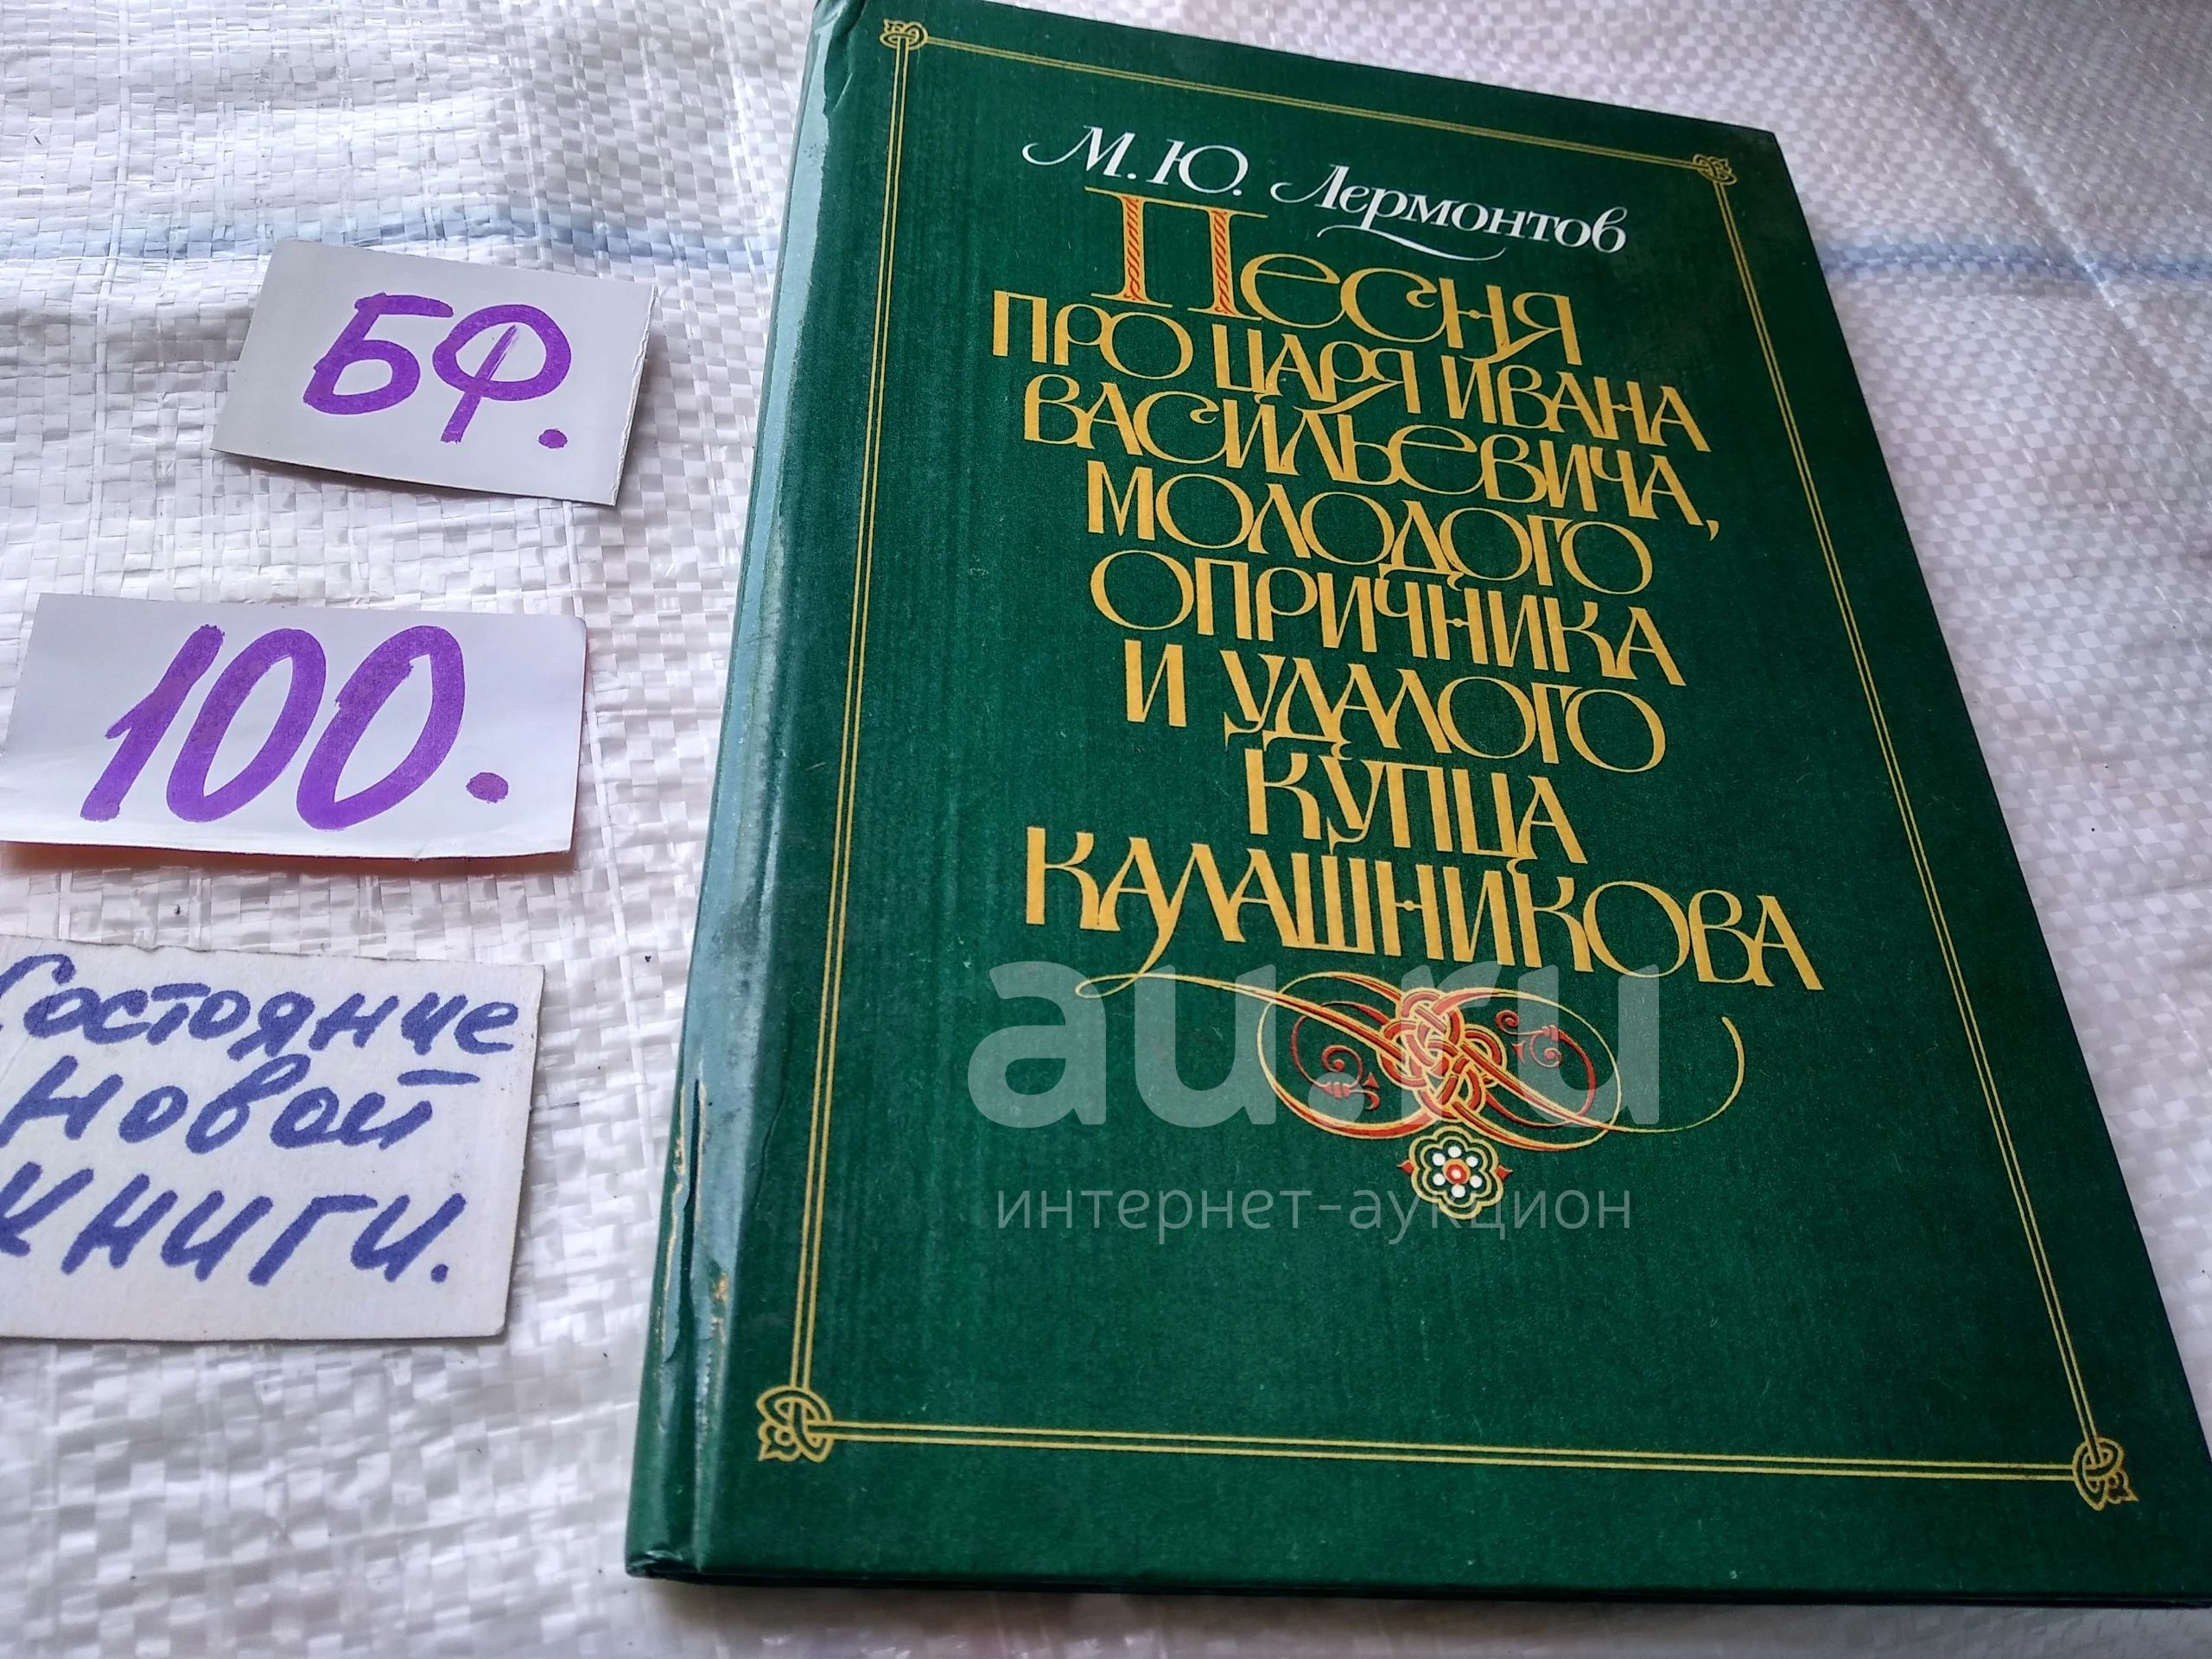 БФ.
100.
Состояние
новой
книги.
М.Ю. Лермонтов
Песня
про царя Ивана
Васильевича,
молодого
опричника
и удалого
купца
Калашникова
au.ru
интернет-аукцион